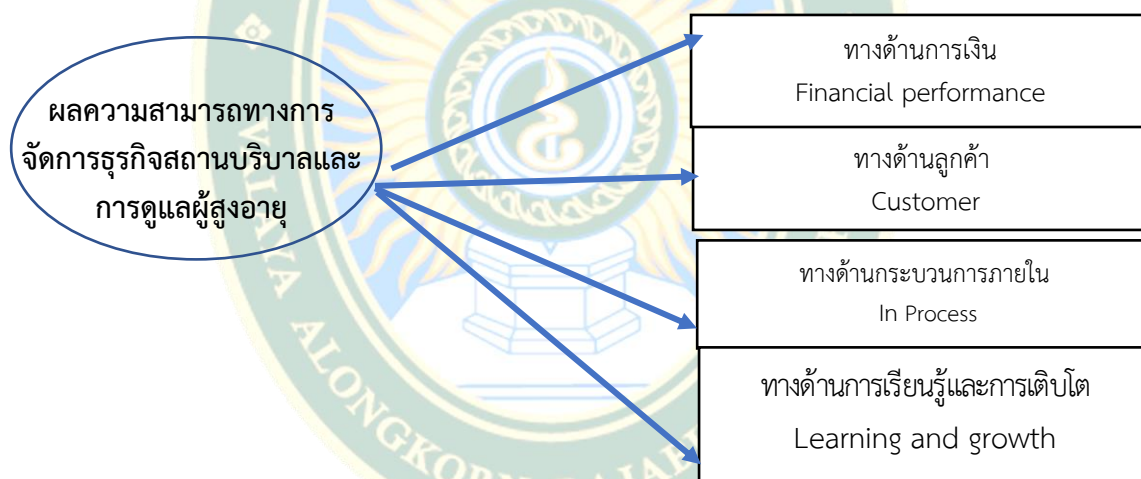 ผลความสามารถทางการ
จัดการธุรกิจสถานบริบาลและ
การดูแลผู้สูงอายุ
ทางด้านการเงิน
Financial performance
ทางด้านลูกค้า
Customer
ทางด้านกระบวนการภายใน
In Process
ทางด้านการเรียนรู้และการเติบโต
Learning and growth
ALONGKORN